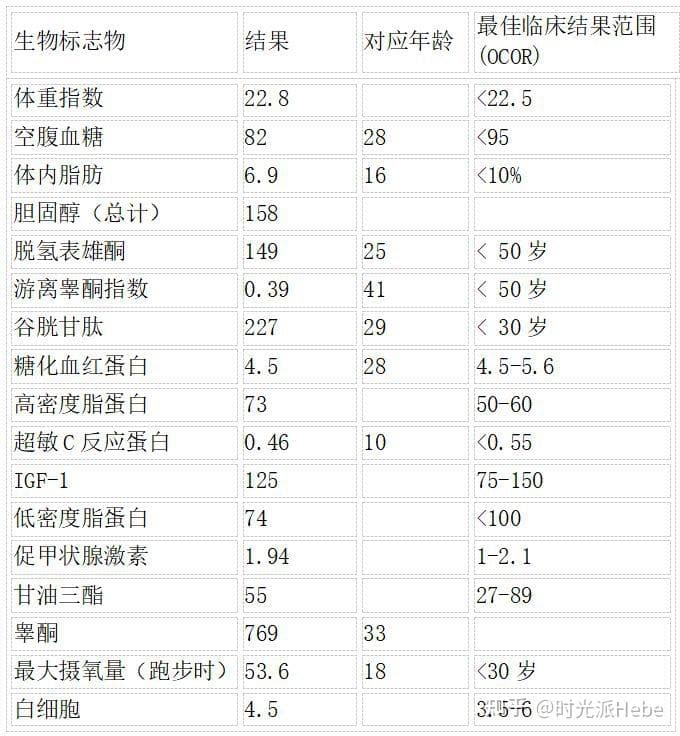 生物标志物 结果 对应年龄 最佳临床结果范围
(OCOR)
体重指数 22.8 <22.5
空腹血糖 82 28 <95
体内脂肪 6.9 16 <10%
胆固醇（总计） 158
脱氢表雄酮 149 25 < 50 岁
游离睾酮指数 0.39 41 < 50 岁
谷胱甘肽 227 29 < 30 岁
糖化血红蛋白 4.5 28 4.5-5.6
高密度脂蛋白 73 50-60
超敏C反应蛋白 0.46 10 <0.55
IGF-1 125 75-150
低密度脂蛋白 74 <100
促甲状腺激素 1.94 1-2.1
甘油三酯 55 27-89
睾酮 769 33
最大摄氧量（跑步时） 53.6 18 <30 岁
白细胞 4.5 3.5-6
知乎 @时光派Hebe